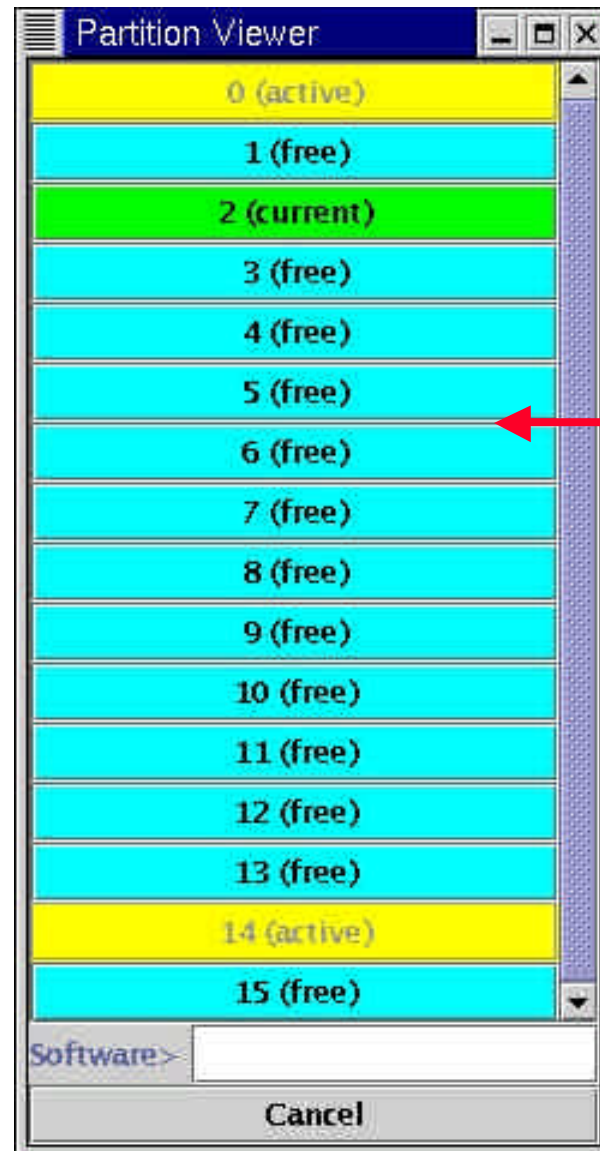 Partition Viewer
0 (active)
1 (free)
2 (current)
3 (free)
4 (free)
5 (free)
6 (free)
7 (free)
8 (free)
9 (free)
10 (free)
11 (free)
12 (free)
13 (free)
14 (active)
15 (free)
Software>
Cancel